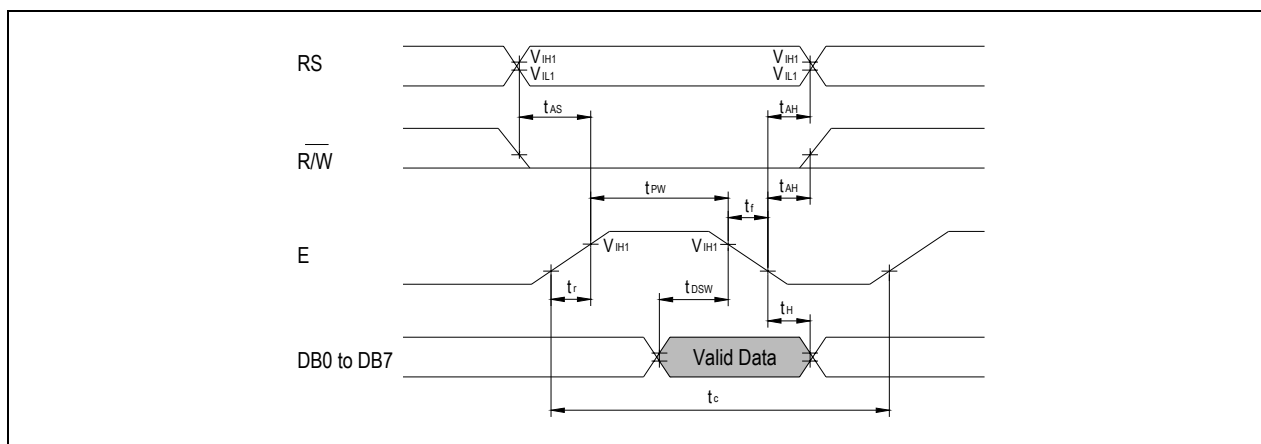 RS
VIH1
VIL1
VIH1
VIL1
tAS
tAH
R/W
tPW
tAH
tf
E
VIH1
VIH1
tr
tDSW
tH
DB0 to DB7
Valid Data
tc